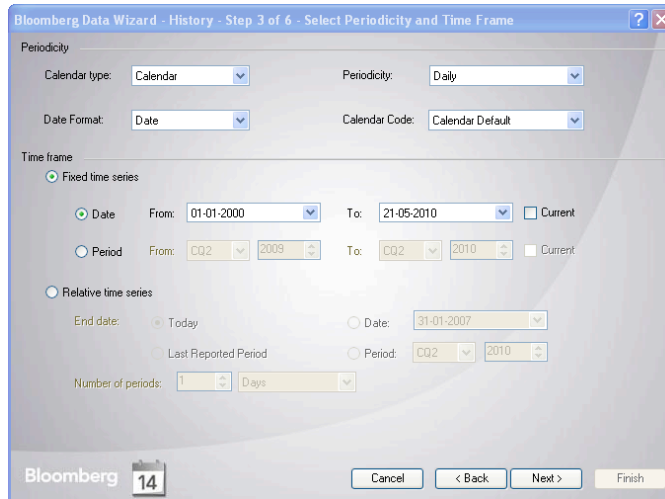 Bloomberg Data Wizard - History - Step 3 of 6 - Select Periodicity and Time Frame
Periodicity
Calendar type: Calendar Periodicity: Daily
Date Format: Date Calendar Code: Calendar Default
Time frame
Fixed time series
Date From: 01-01-2000 To: 21-05-2010 Current
Period From: CQ2 2009 To: CQ2 2010 Current
Relative time series
End date: Today Date: 31-01-2007
Last Reported Period Period: CQ2 2010
Number of periods: 1 Days
Bloomberg 14 Cancel < Back Next > Finish